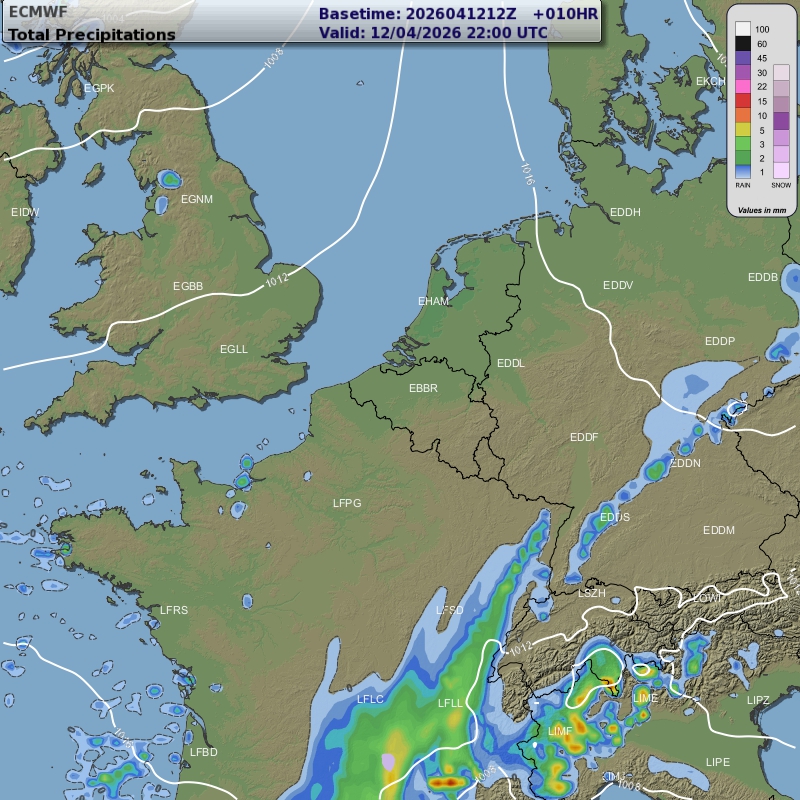 ECMWF
Total Precipitations
Basetime: 2026041212Z +010HR
Valid: 12/04/2026 22:00 UTC
100
60
45
30
22
15
10
5
3
2
1
RAIN
SNOW
Values in mm
1008
EGPK
EKCH
1016
EIDW
EGNM
EDDH
1012
EGBB
EHAM
EDDV
EDDB
EGLL
EDDL
EDDP
EBBR
EDDF
EDDN
LFPG
EDDS
EDDM
LFRS
LFSD
LSZH
LOWI
1012
LFLC
LFLL
LIME
LIPZ
LIMF
LFBD
LIPE
1008
1008